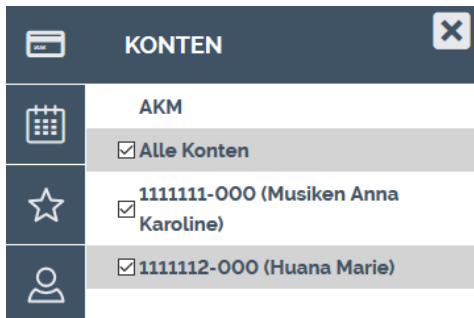 KONTEN
AKM
Alle Konten
1111111-000 (Musiken Anna
Karoline)
1111112-000 (Huana Marie)